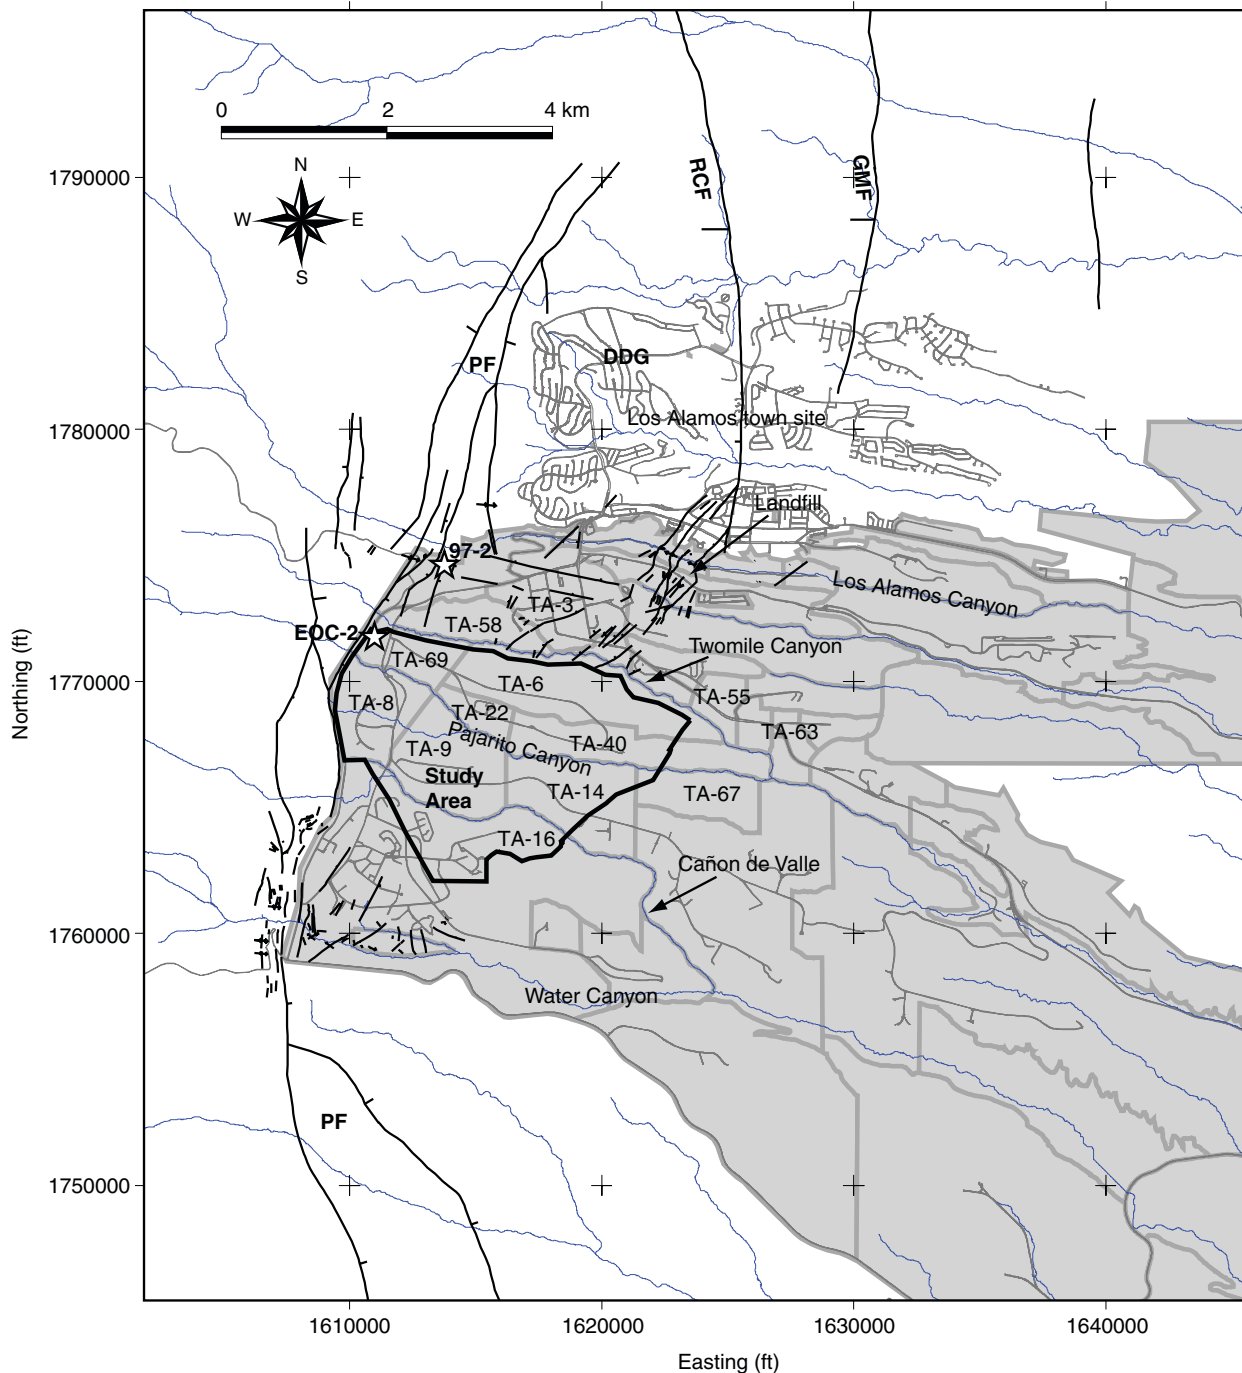 0 2 4 km
N
W E
S
RCF
GMF
1790000
PF
DDG
Los Alamos town site
1780000
Landfill
97-2
Los Alamos Canyon
TA-3
EOC-2
TA-58
Twomile Canyon
TA-69
TA-6
1770000
TA-8
TA-55
TA-22
TA-63
Pajarito Canyon
TA-40
TA-9
Study
Area
TA-14
TA-67
TA-16
Cañon de Valle
1760000
Water Canyon
PF
1750000
Northing (ft)
1610000 1620000 1630000 1640000
Easting (ft)